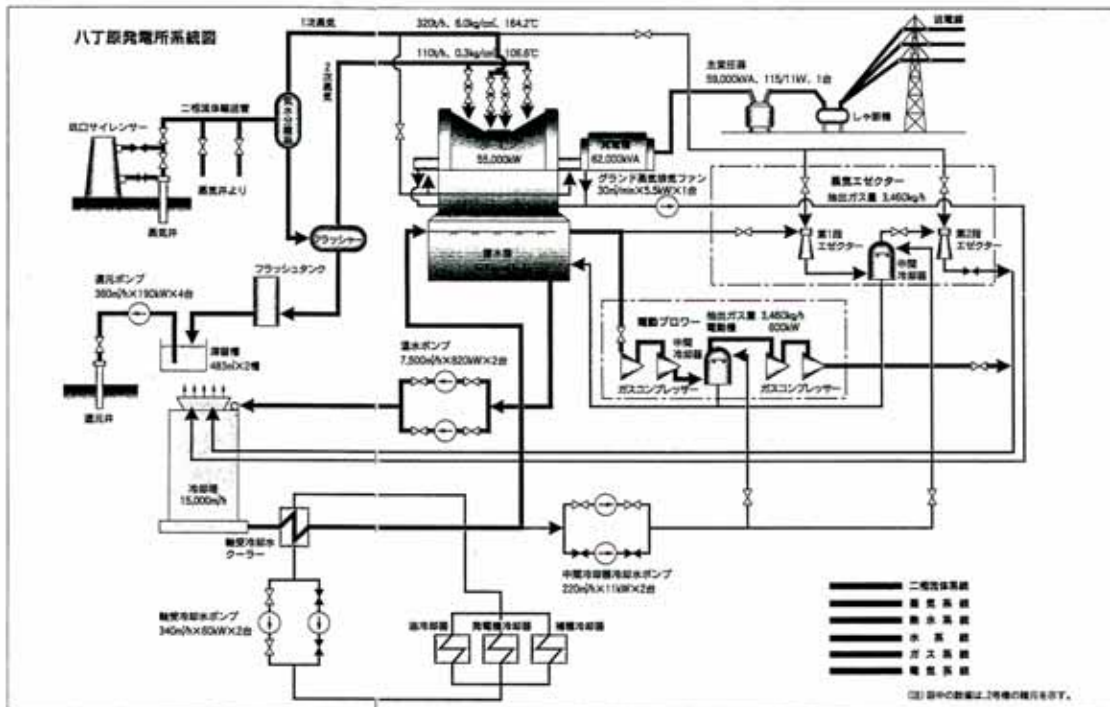 八丁原発電所系統図
1次蒸気
320t/h、6.0kg/c㎡、164.2℃
110t/h、0.3kg/c㎡、106.6℃
2次蒸気
二相流体輸送管
坑口サイレンサー
気水分離器
蒸気井より
蒸気井
フラッシャー
55,000kW
発電機
62,000kVA
主変圧器
59,000kVA、115/11kV、1台
しゃ断機
送電線
グランド蒸気排気ファン
30㎥/min×5.5kW×1台
蒸気エゼクター
抽出ガス量 3,460kg/h
第1段
エゼクター
第2段
エゼクター
中間
冷却器
復水器
フラッシュタンク
還元ポンプ
360㎥/h×190kW×4台
滞留槽
483㎥×2槽
還元井
温水ポンプ
7,500㎥/h×820kW×2台
電動ブロワー
抽出ガス量 3,460kg/h
電動機 600kW
中間
冷却器
ガスコンプレッサー
ガスコンプレッサー
冷却塔
15,000㎥/h
軸受冷却水
クーラー
中間冷却器冷却水ポンプ
220㎥/h×11kW×2台
軸受冷却水ポンプ
340㎥/h×60kW×2台
油冷却器
発電機冷却器
補機冷却器
二相流体系統
蒸気系統
熱水系統
水系統
ガス系統
電気系統
(注)図中の数値は、2号機の諸元を示す。